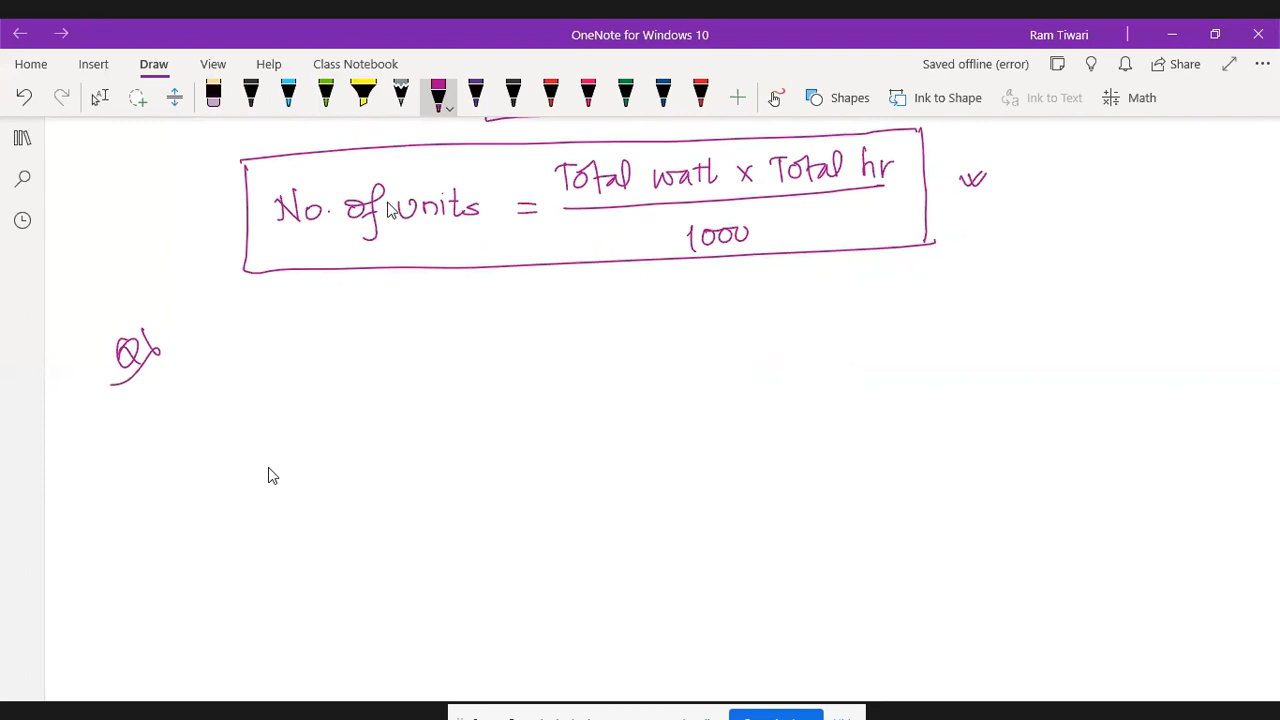 OneNote for Windows 10
Ram Tiwari
Home Insert Draw View Help Class Notebook
Saved offline (error) Share
Shapes Ink to Shape Ink to Text Math
No. of units = Total watt x Total hr
1000
Q